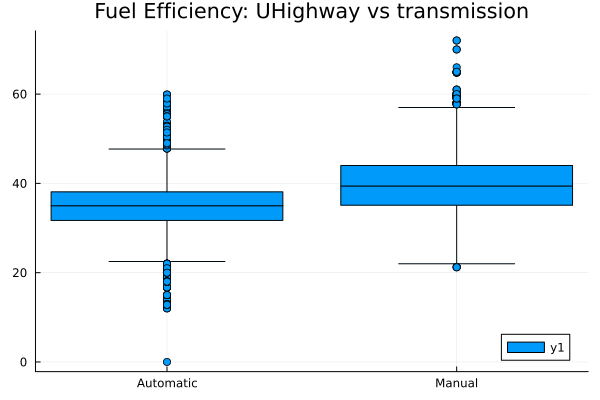 Fuel Efficiency: UHighway vs transmission
60
40
20
0
Automatic
Manual
y1